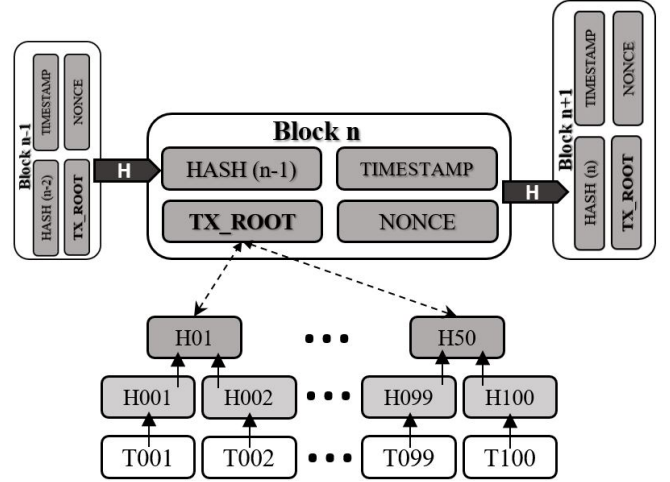 Block n-1
TIMESTAMP
NONCE
HASH (n-2)
TX_ROOT
H
Block n
HASH (n-1)
TIMESTAMP
TX_ROOT
NONCE
H
Block n+1
TIMESTAMP
NONCE
HASH (n)
TX_ROOT
H01 ••• H50
H001 H002 ••• H099 H100
T001 T002 ••• T099 T100